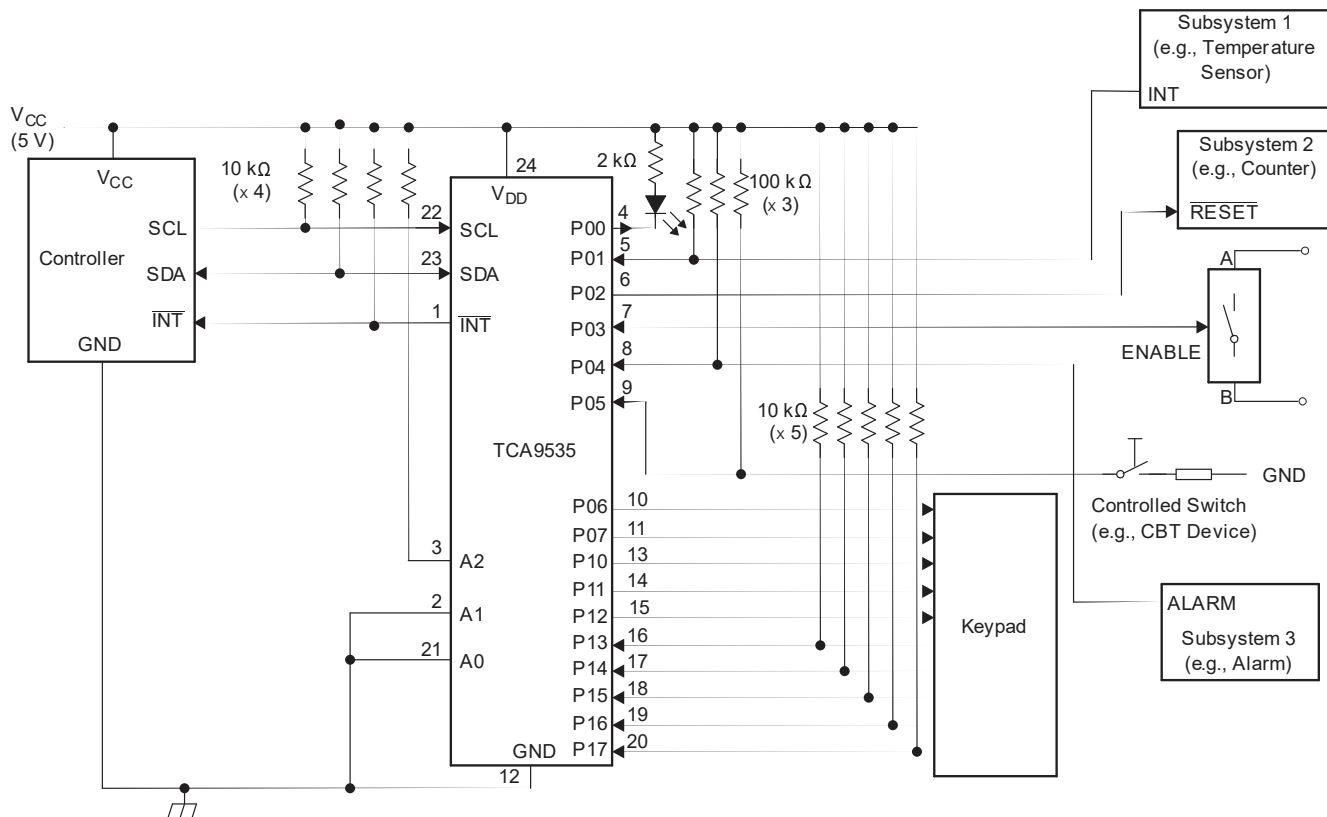 Subsystem 1
(e.g., Temperature
Sensor)
INT
VCC
(5 V)
Subsystem 2
(e.g., Counter)
RESET
VCC
SCL
Controller
SDA
INT
GND
10 kΩ
(x 4)
24
VDD
22
SCL
23
SDA
1
INT
TCA9535
3
A2
2
A1
21
A0
GND
12
2 kΩ
100 kΩ
(x 3)
P00
4
P01
5
P02
6
P03
7
P04
8
P05
9
10 kΩ
(x 5)
P06
10
P07
11
P10
13
P11
14
P12
15
P13
16
P14
17
P15
18
P16
19
P17
20
Keypad
A
ENABLE
B
GND
Controlled Switch
(e.g., CBT Device)
ALARM
Subsystem 3
(e.g., Alarm)